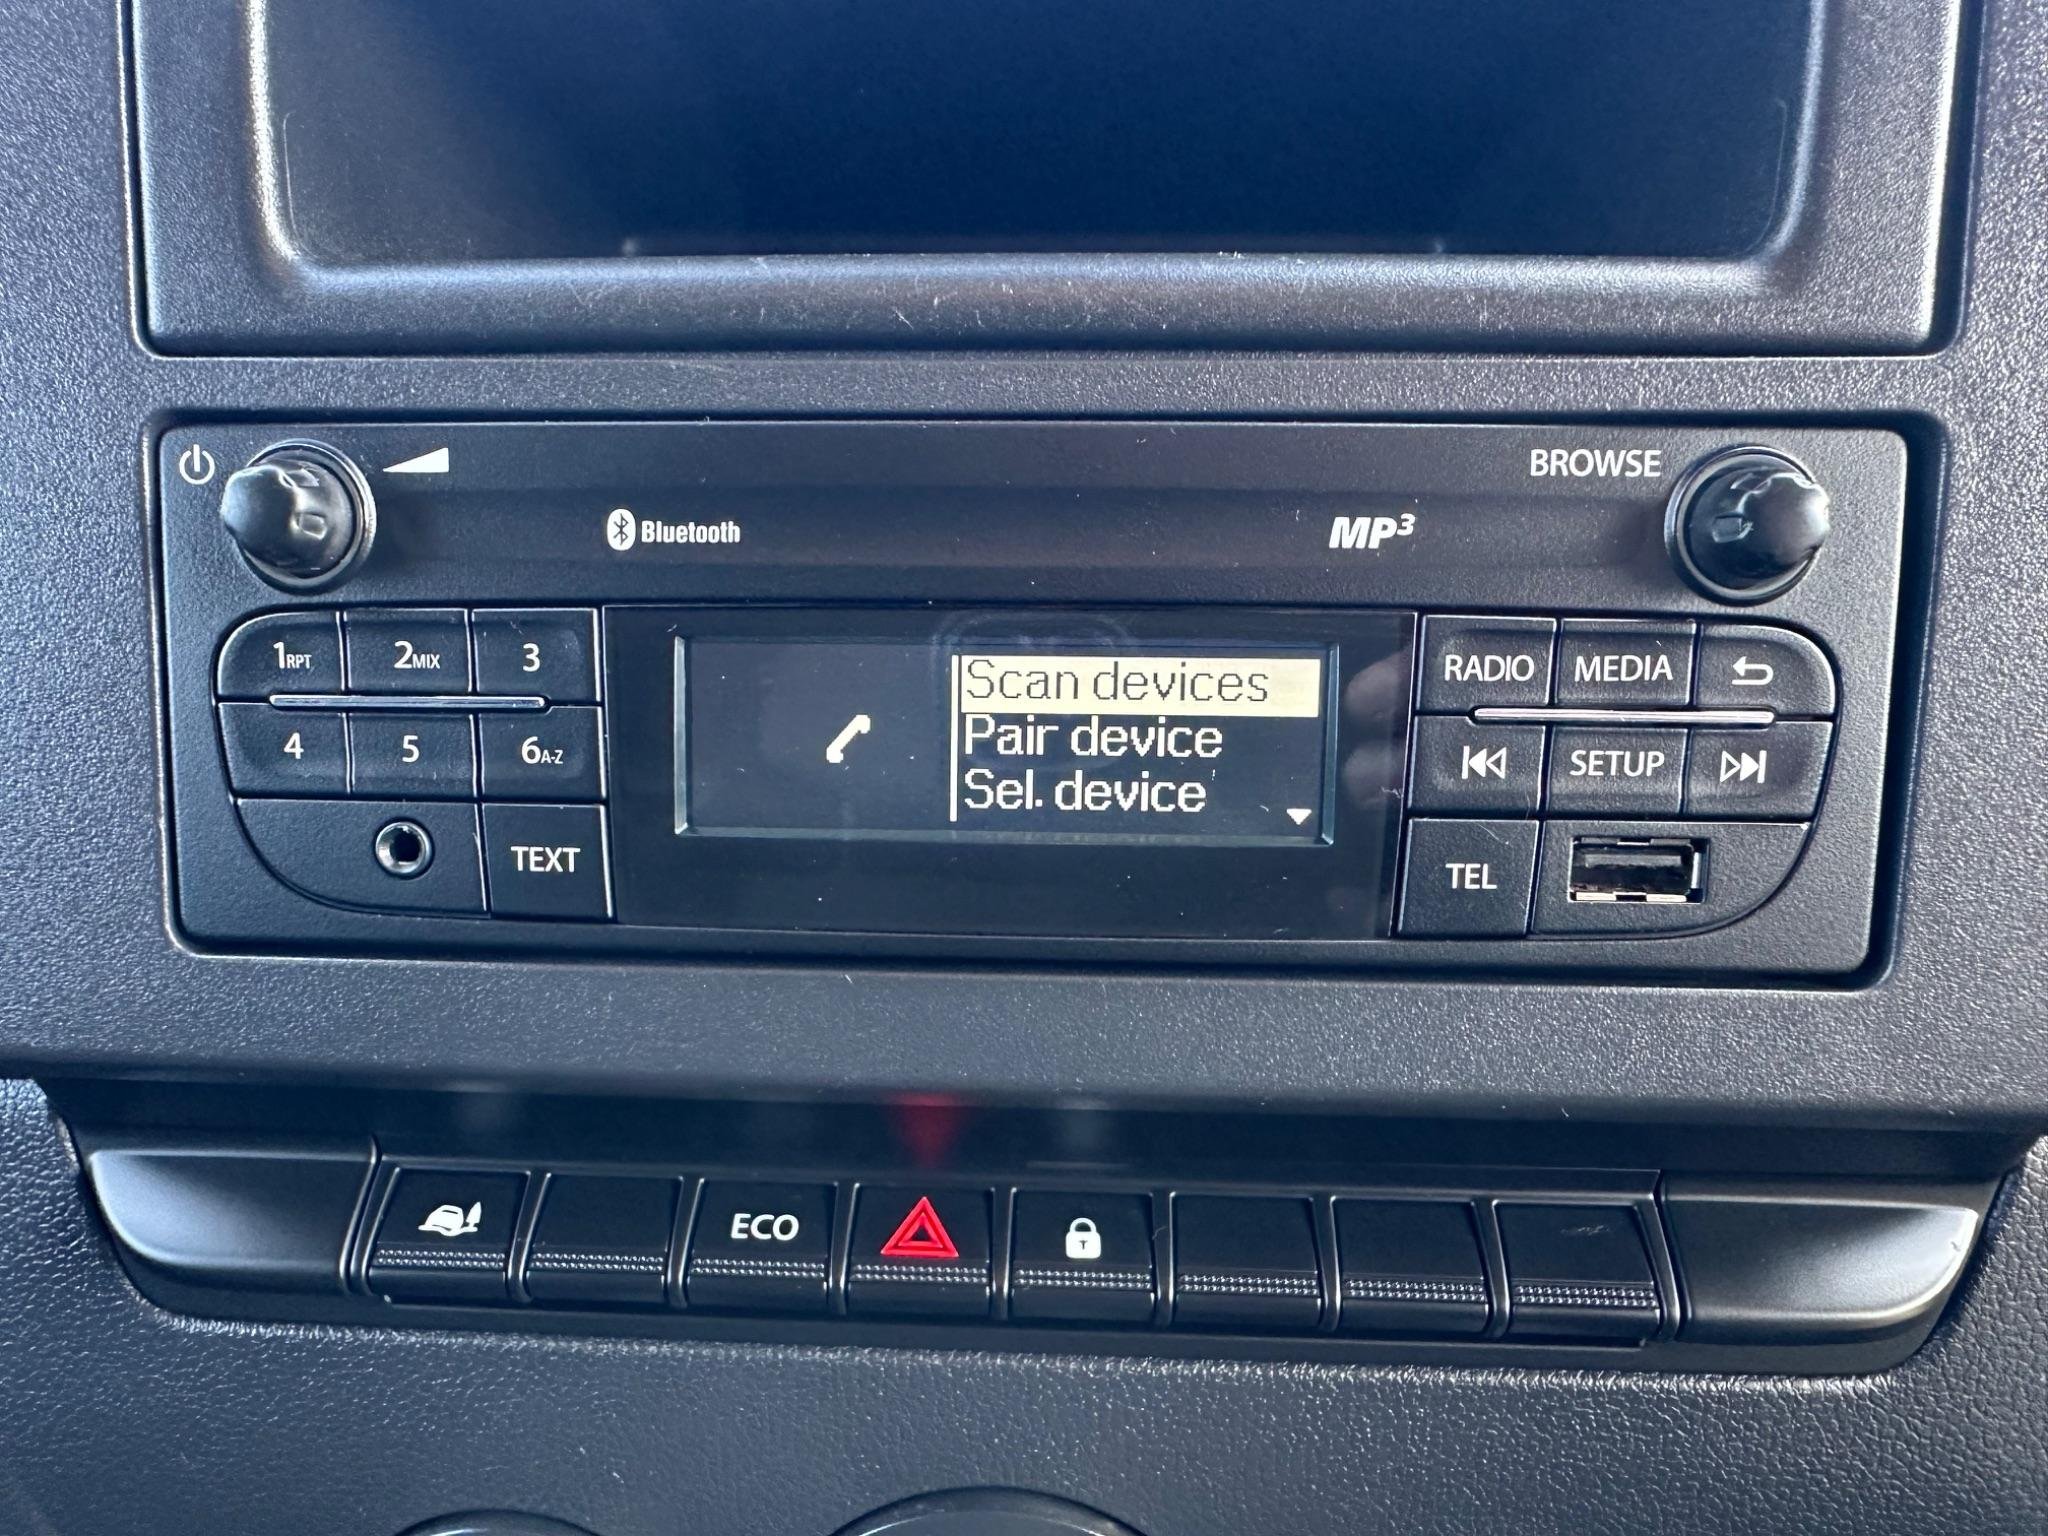 BROWSE
Bluetooth
MP3
1RPT 2MIX 3
4 5 6A-Z
TEXT
Scan devices
Pair device
Sel. device
RADIO MEDIA
SETUP
TEL
ECO
T